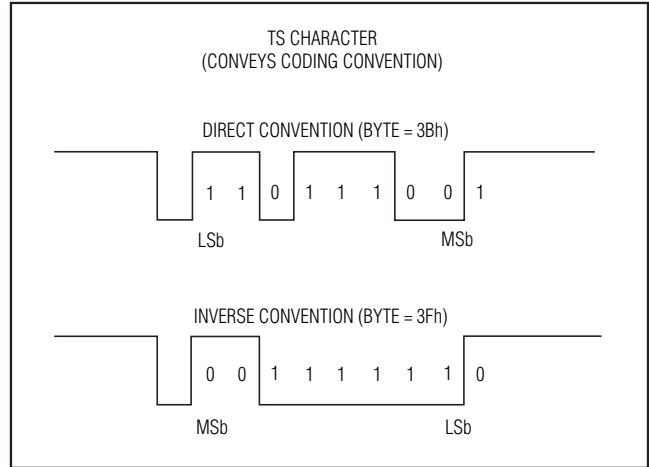 TS CHARACTER
(CONVEYS CODING CONVENTION)
DIRECT CONVENTION (BYTE = 3Bh)
1 1 0 1 1 1 0 0 1
LSb MSb
INVERSE CONVENTION (BYTE = 3Fh)
0 0 1 1 1 1 1 1 0
MSb LSb